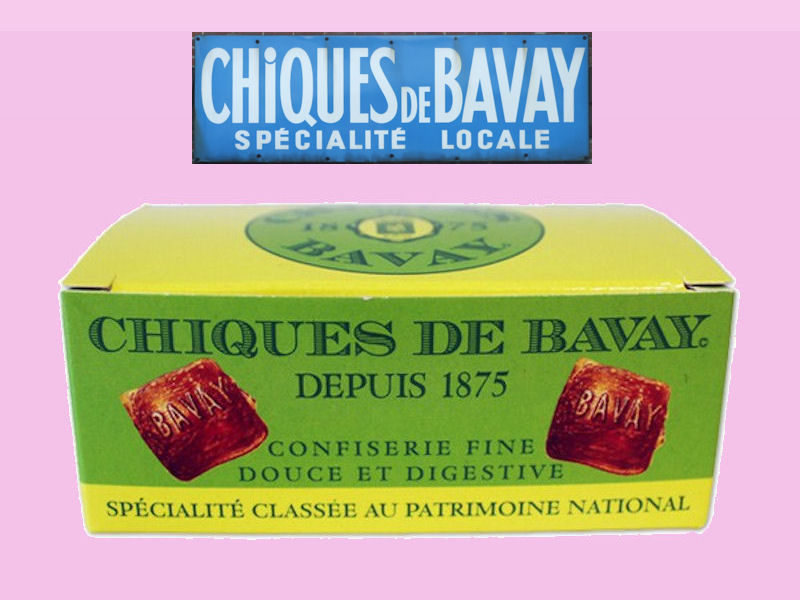 CHiQUES DE BAVAY
SPÉCIALITÉ LOCALE
1875
BAVAY
CHIQUES DE BAVAY
DEPUIS 1875
BAVAY
BAVAY
CONFISERIE FINE
DOUCE ET DIGESTIVE
SPÉCIALITÉ CLASSÉE AU PATRIMOINE NATIONAL